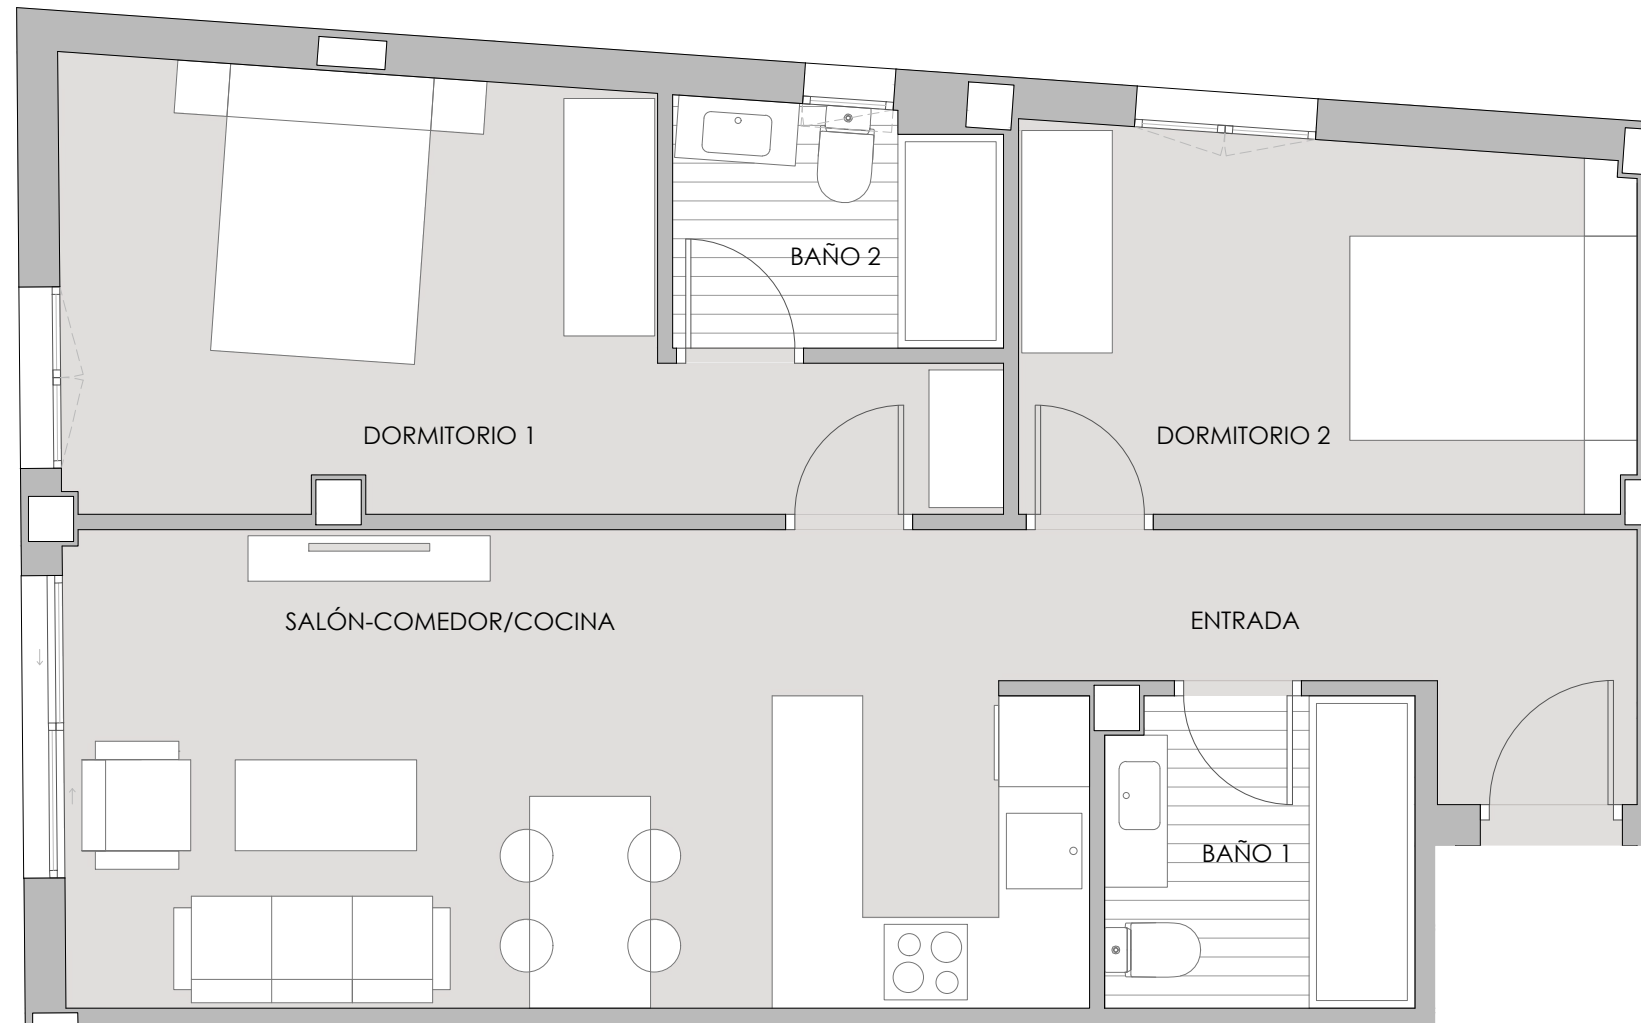 BAÑO 2
DORMITORIO 1
DORMITORIO 2
SALÓN-COMEDOR/COCINA
ENTRADA
BAÑO 1